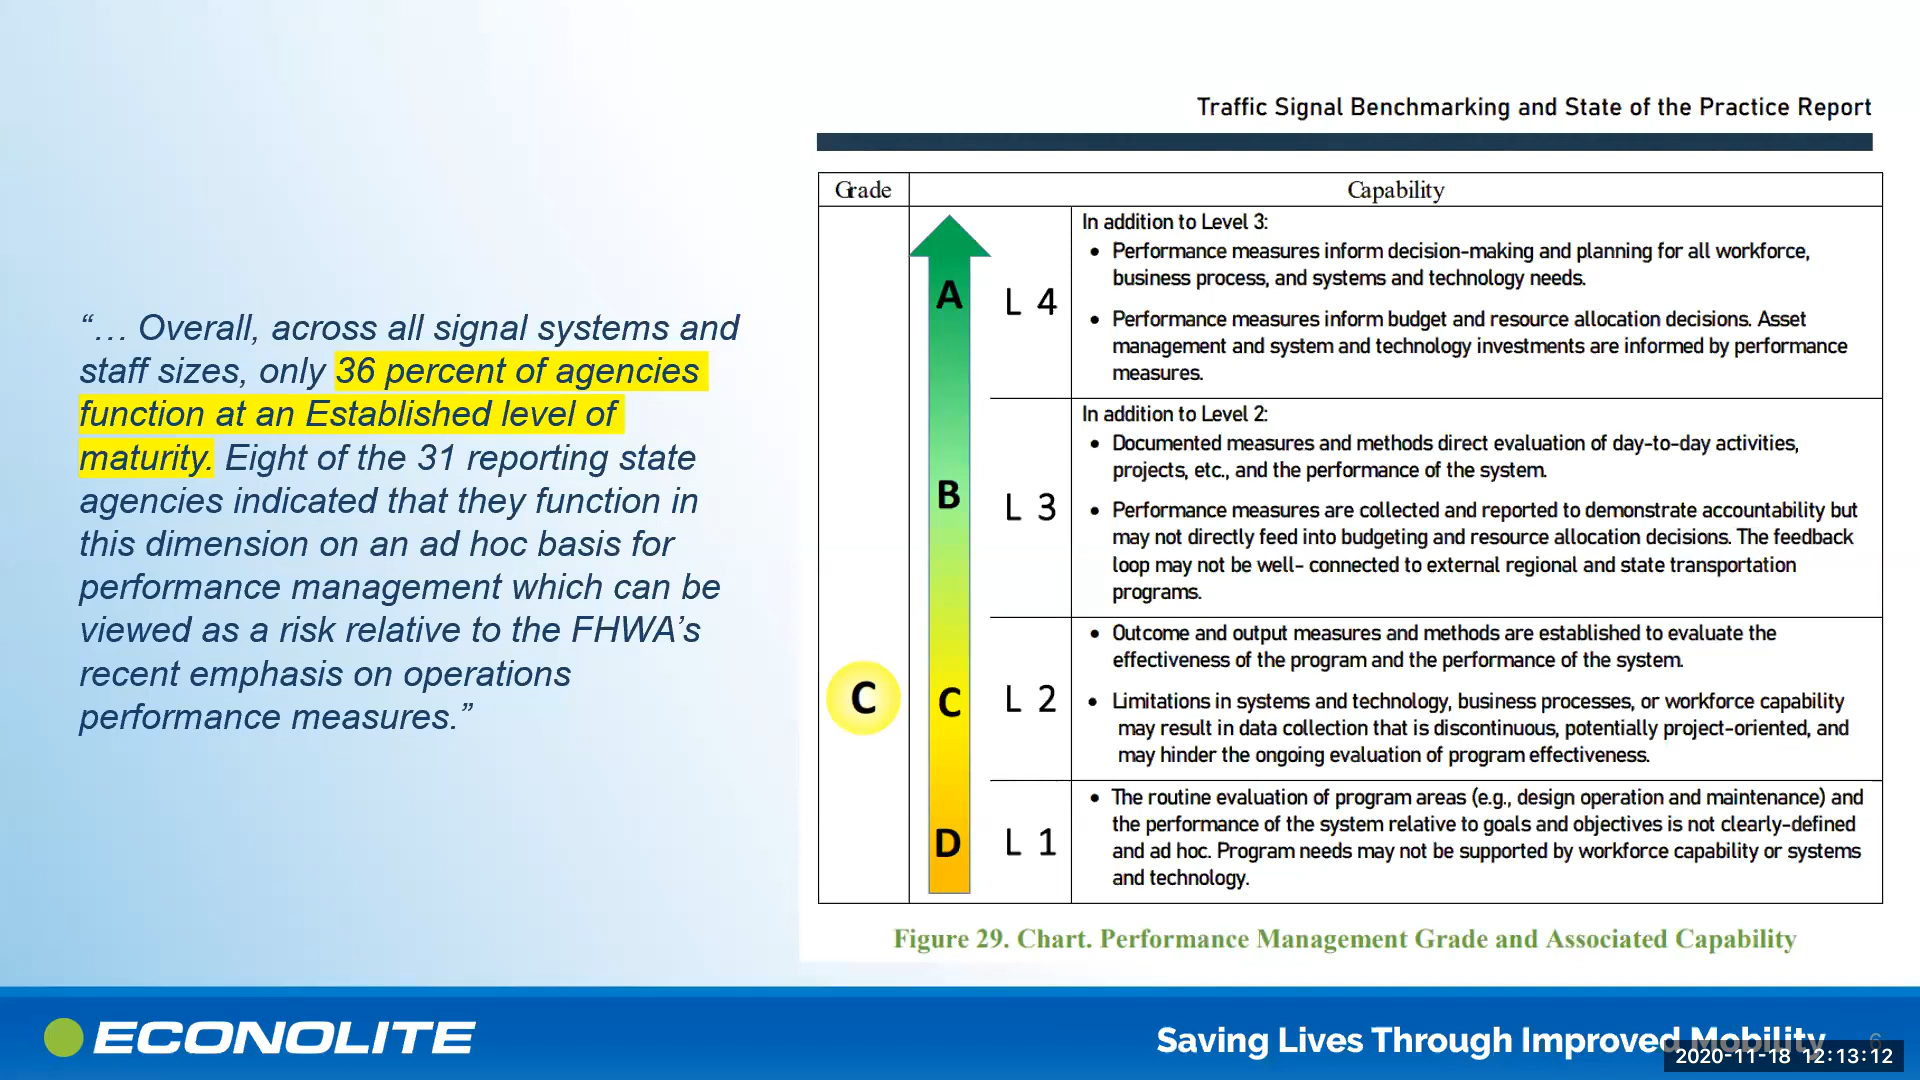 Traffic Signal Benchmarking and State of the Practice Report
“… Overall, across all signal systems and
staff sizes, only 36 percent of agencies
function at an Established level of
maturity. Eight of the 31 reporting state
agencies indicated that they function in
this dimension on an ad hoc basis for
performance management which can be
viewed as a risk relative to the FHWA’s
recent emphasis on operations
performance measures.”
Grade
Capability
C
A
B
C
D
L 4
In addition to Level 3:
• Performance measures inform decision-making and planning for all workforce,
business process, and systems and technology needs.
• Performance measures inform budget and resource allocation decisions. Asset
management and system and technology investments are informed by performance
measures.
L 3
In addition to Level 2:
• Documented measures and methods direct evaluation of day-to-day activities,
projects, etc., and the performance of the system.
• Performance measures are collected and reported to demonstrate accountability but
may not directly feed into budgeting and resource allocation decisions. The feedback
loop may not be well- connected to external regional and state transportation
programs.
L 2
• Outcome and output measures and methods are established to evaluate the
effectiveness of the program and the performance of the system.
• Limitations in systems and technology, business processes, or workforce capability
may result in data collection that is discontinuous, potentially project-oriented, and
may hinder the ongoing evaluation of program effectiveness.
L 1
• The routine evaluation of program areas (e.g., design operation and maintenance) and
the performance of the system relative to goals and objectives is not clearly-defined
and ad hoc. Program needs may not be supported by workforce capability or systems
and technology.
Figure 29. Chart. Performance Management Grade and Associated Capability
ECONOLITE
Saving Lives Through Improved Mobility
6
2020-11-18 12:13:12